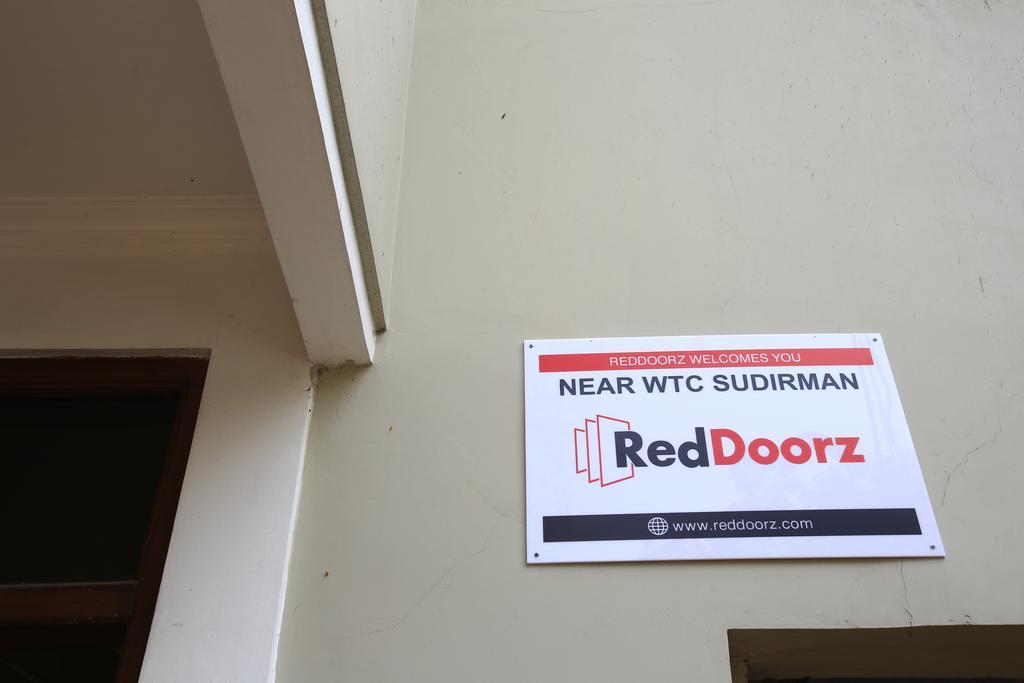 REDDOORZ WELCOMES YOU
NEAR WTC SUDIRMAN
RedDoorz
www.reddoorz.com